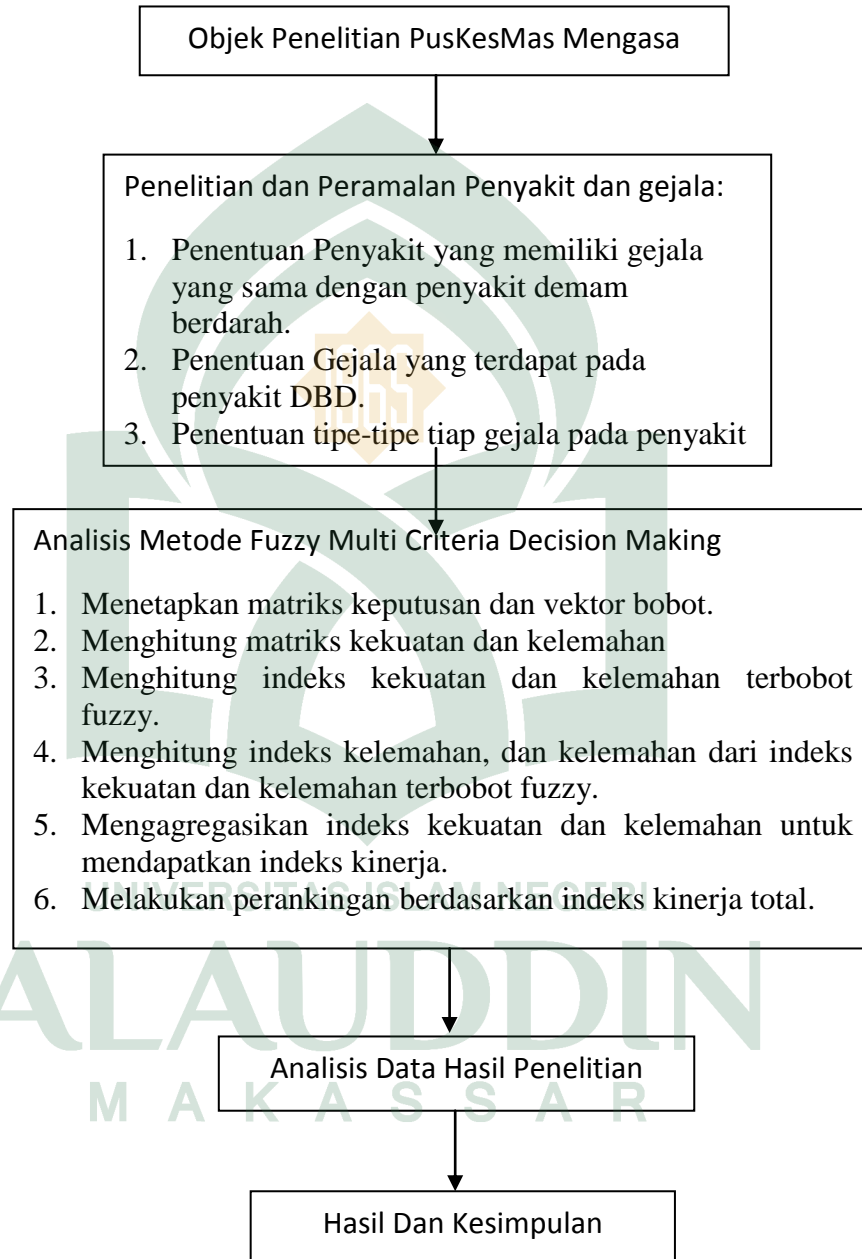 Objek Penelitian PusKesMas Mengasa
Penelitian dan Peramalan Penyakit dan gejala:
1. Penentuan Penyakit yang memiliki gejala
yang sama dengan penyakit demam
berdarah.
2. Penentuan Gejala yang terdapat pada
penyakit DBD.
3. Penentuan tipe-tipe tiap gejala pada penyakit
1965
Analisis Metode Fuzzy Multi Criteria Decision Making
1. Menetapkan matriks keputusan dan vektor bobot.
2. Menghitung matriks kekuatan dan kelemahan
3. Menghitung indeks kekuatan dan kelemahan terbobot
fuzzy.
4. Menghitung indeks kelemahan, dan kelemahan dari indeks
kekuatan dan kelemahan terbobot fuzzy.
5. Mengagregasikan indeks kekuatan dan kelemahan untuk
mendapatkan indeks kinerja.
UNIVERSITAS ISLAM NEGERI
6. Melakukan perankingan berdasarkan indeks kinerja total.
ALAUDDIN
Analisis Data Hasil Penelitian
MAKASSAR
Hasil Dan Kesimpulan